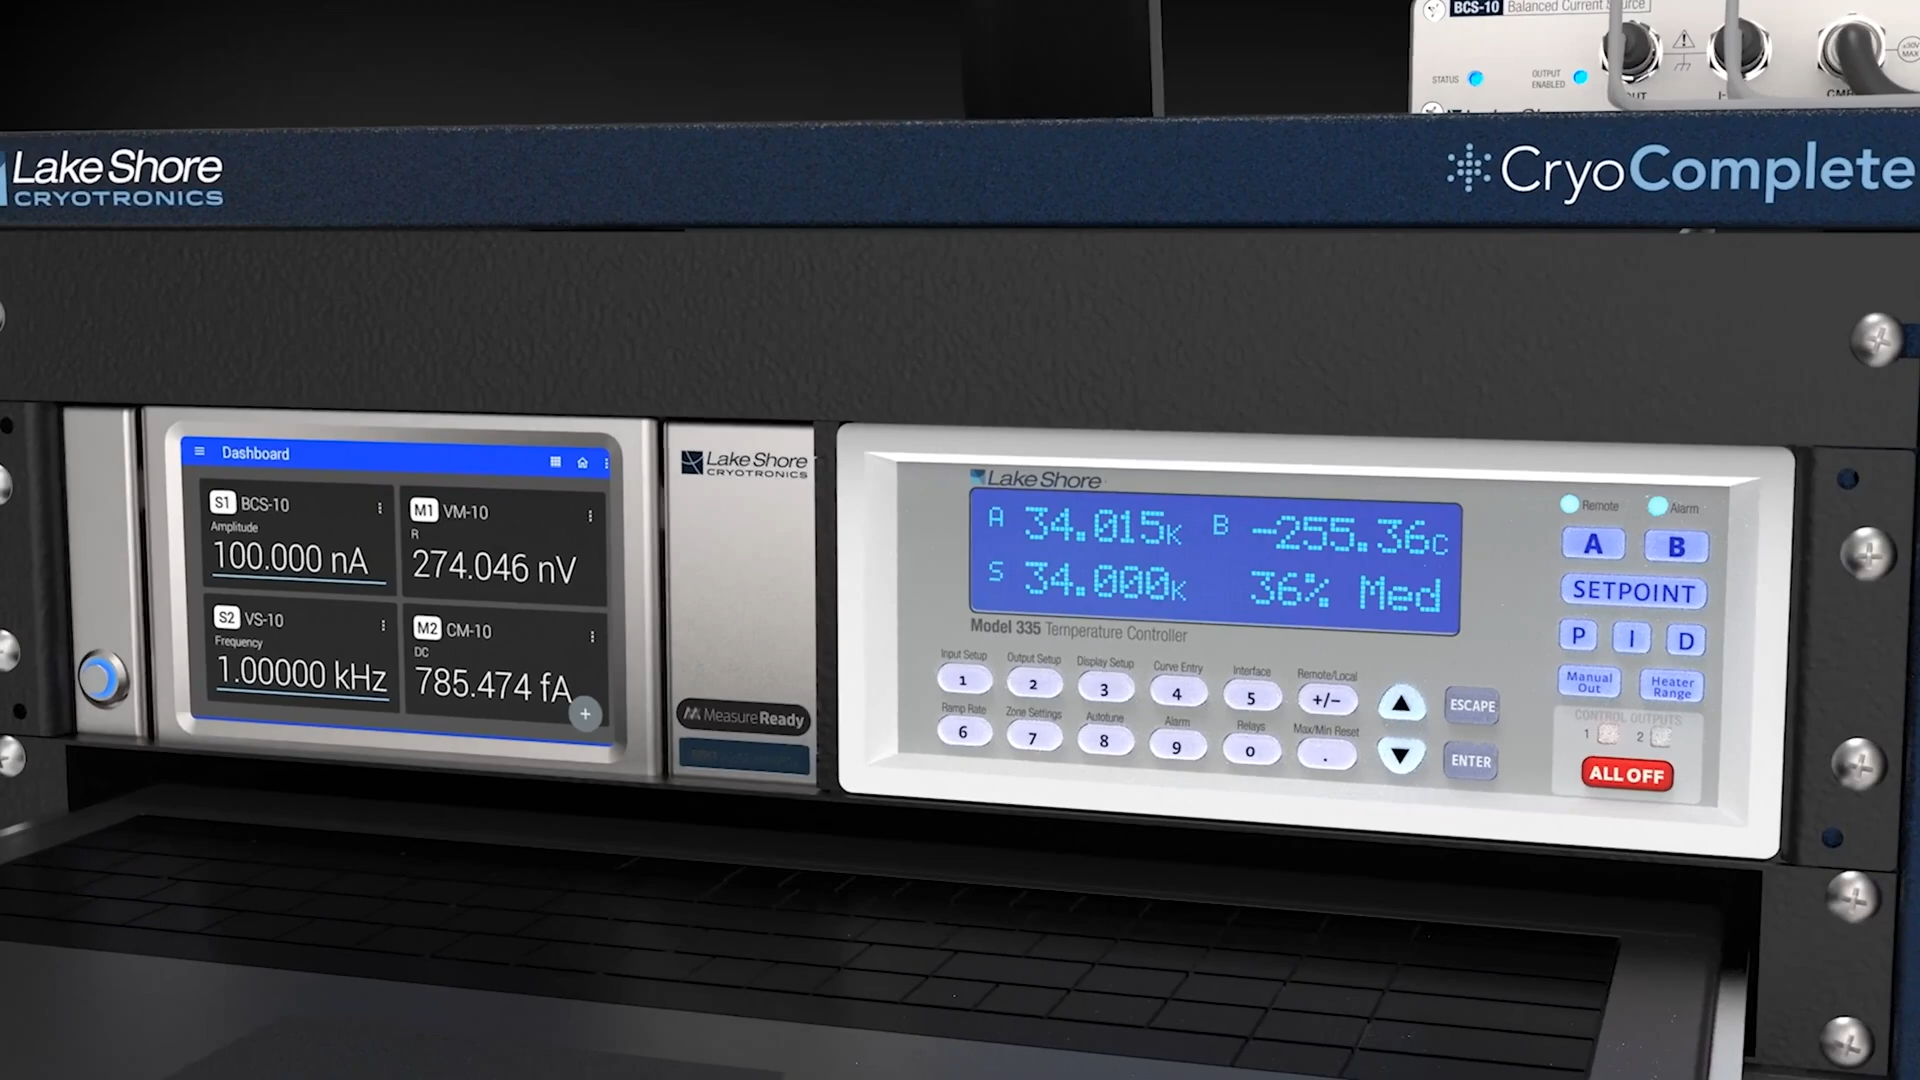 BCS-10 Balanced Current Source
STATUS
OUTPUT
ENABLED
±30V
MAX
Lake Shore
CRYOTRONICS
CryoComplete
Dashboard
S1 BCS-10
Amplitude
100.000 nA
M1 VM-10
R
274.046 nV
S2 VS-10
Frequency
1.00000 kHz
M2 CM-10
DC
785.474 fA
+
Lake Shore
CRYOTRONICS
MeasureReady
Lake Shore
A 34.015K B -255.36C
S 34.000K 36% Med
Model 335 Temperature Controller
Input Setup Output Setup Display Setup Curve Entry Interface Remote/Local
1 2 3 4 5 +/-
Ramp Rate Zone Settings Autotune Alarm Relays Max/Min Reset
6 7 8 9 0 .
ESCAPE
ENTER
Remote Alarm
A B
SETPOINT
P I D
Manual Out
Heater Range
CONTROL OUTPUTS
1 2
ALL OFF